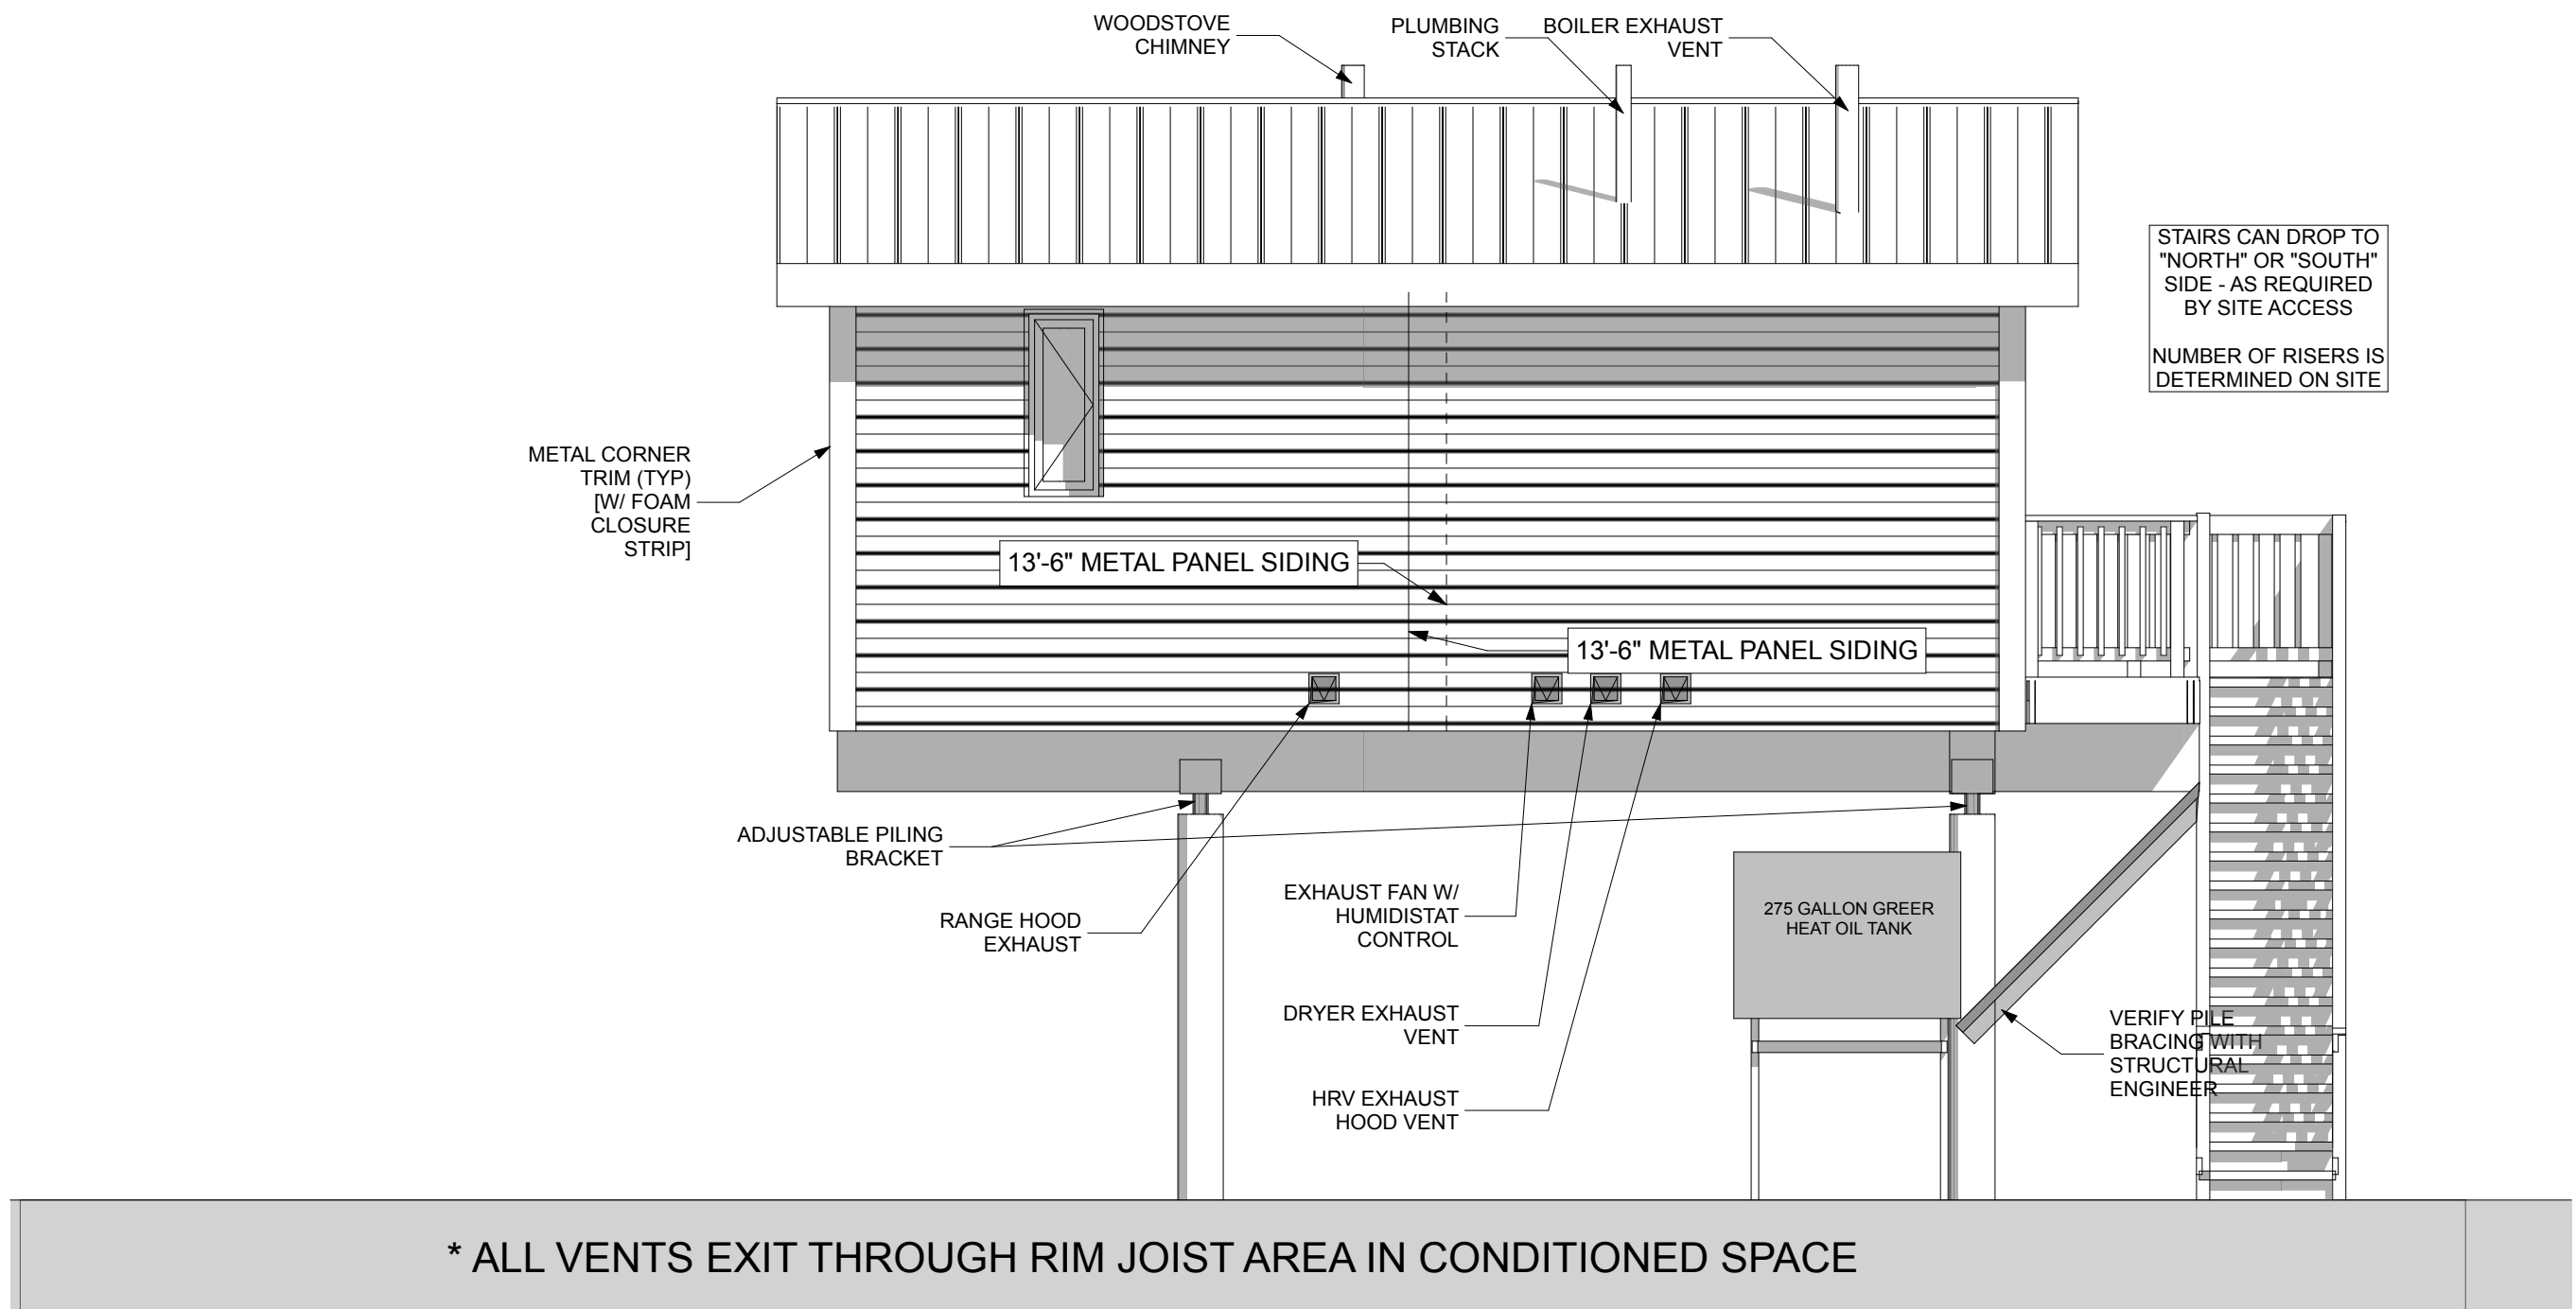 WOODSTOVE
CHIMNEY
PLUMBING
STACK
BOILER EXHAUST
VENT
STAIRS CAN DROP TO
"NORTH" OR "SOUTH"
SIDE - AS REQUIRED
BY SITE ACCESS
NUMBER OF RISERS IS
DETERMINED ON SITE
METAL CORNER
TRIM (TYP)
[W/ FOAM
CLOSURE
STRIP]
13'-6" METAL PANEL SIDING
13'-6" METAL PANEL SIDING
ADJUSTABLE PILING
BRACKET
RANGE HOOD
EXHAUST
EXHAUST FAN W/
HUMIDISTAT
CONTROL
275 GALLON GREER
HEAT OIL TANK
DRYER EXHAUST
VENT
VERIFY PILE
BRACING WITH
STRUCTURAL
ENGINEER
HRV EXHAUST
HOOD VENT
* ALL VENTS EXIT THROUGH RIM JOIST AREA IN CONDITIONED SPACE